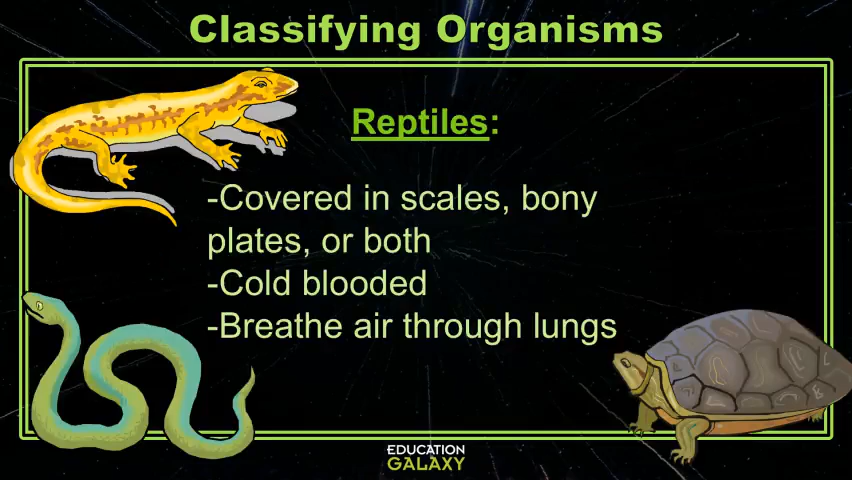 Classifying Organisms
Reptiles:
-Covered in scales, bony
plates, or both
-Cold blooded
-Breathe air through lungs
EDUCATION
GALAXY